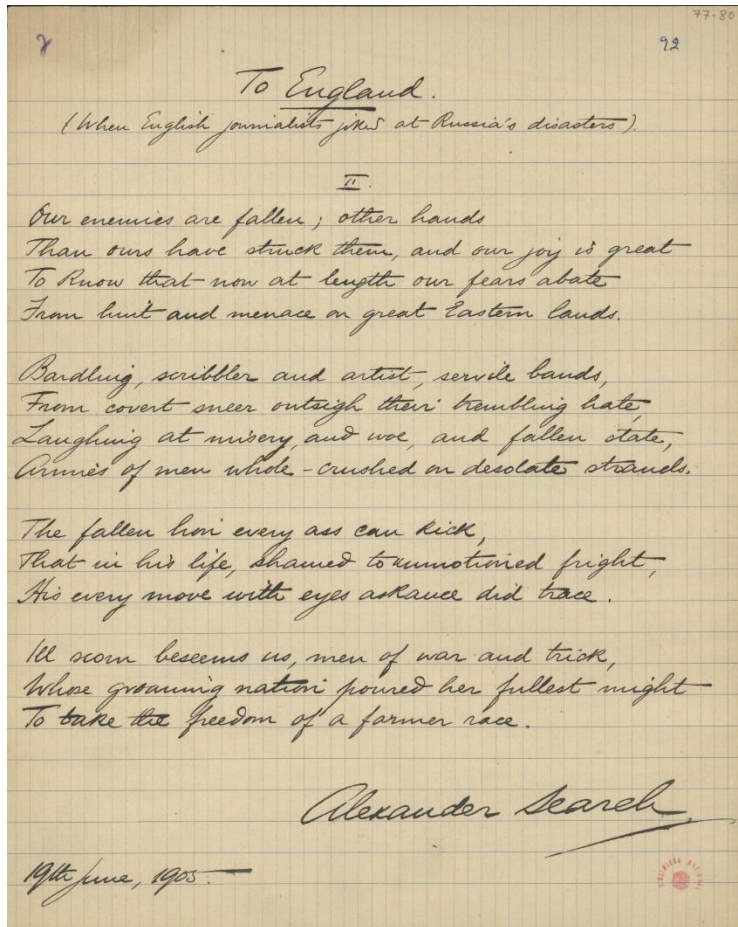 77-80
92
To England.
(When English journalists joked at Russia's disasters).
II.
Our enemies are fallen; other hands
Than ours have struck them, and our joy is great
To know that now at length our fears abate
From hurt and menace on great Eastern lands.
Bardling, scribbler and artist, servile bands,
From covert sneer outsigh their trembling hate,
Laughing at misery, and woe, and fallen state,
Armies of men whole-crushed on desolate strands.
The fallen lion every ass can kick,
That in his life, shamed to unmotioned fright,
His every move with eyes askance did trace.
Ill scorn beseems us, men of war and trick,
Whose groaning nation poured her fullest might
To take the freedom of a farmer race.
Alexander Search
19th June, 1905.